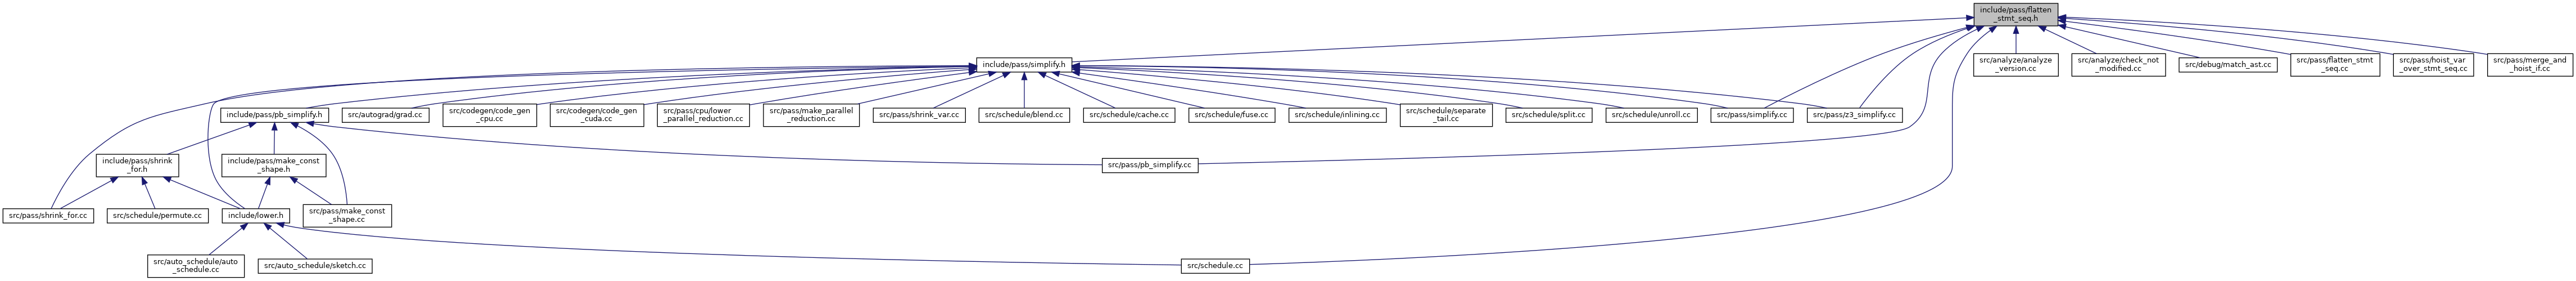 include/pass/flatten
_stmt_seq.h
include/pass/simplify.h
src/analyze/analyze
_version.cc
src/analyze/check_not
_modified.cc
src/debug/match_ast.cc
src/pass/flatten_stmt
_seq.cc
src/pass/hoist_var
_over_stmt_seq.cc
src/pass/merge_and
_hoist_if.cc
include/pass/pb_simplify.h
src/autograd/grad.cc
src/codegen/code_gen
_cpu.cc
src/codegen/code_gen
_cuda.cc
src/pass/cpu/lower
_parallel_reduction.cc
src/pass/make_parallel
_reduction.cc
src/pass/shrink_var.cc
src/schedule/blend.cc
src/schedule/cache.cc
src/schedule/fuse.cc
src/schedule/inlining.cc
src/schedule/separate
_tail.cc
src/schedule/split.cc
src/schedule/unroll.cc
src/pass/simplify.cc
src/pass/z3_simplify.cc
include/pass/shrink
_for.h
include/pass/make_const
_shape.h
src/pass/pb_simplify.cc
src/pass/shrink_for.cc
src/schedule/permute.cc
include/lower.h
src/pass/make_const
_shape.cc
src/auto_schedule/auto
_schedule.cc
src/auto_schedule/sketch.cc
src/schedule.cc